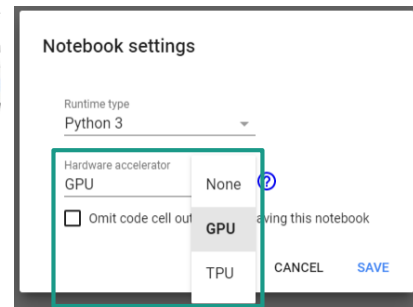 Notebook settings
Runtime type
Python 3
Hardware accelerator
GPU
None
GPU
TPU
Omit code cell out aving this notebook
CANCEL
SAVE